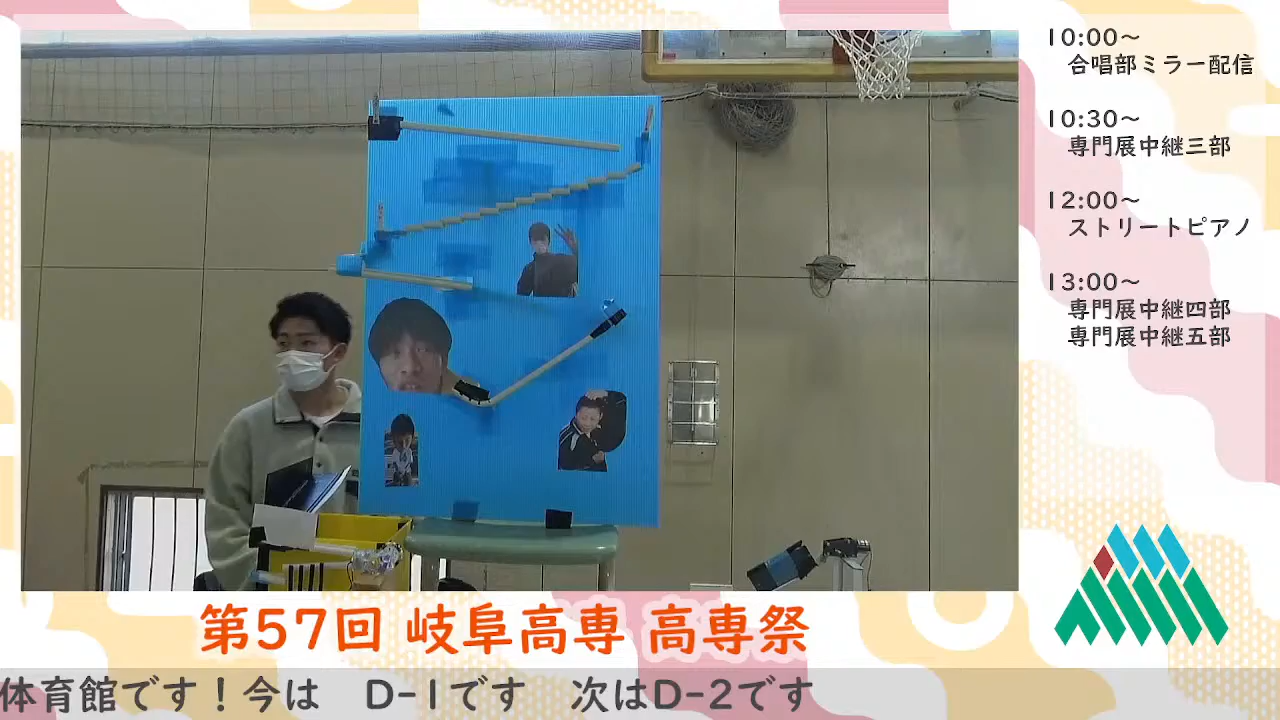 10:00～
合唱部ミラー配信
10:30～
専門展中継三部
12:00～
ストリートピアノ
13:00～
専門展中継四部
専門展中継五部
第57回 岐阜高専 高専祭
体育館です！今は　D-1です　次はD-2です